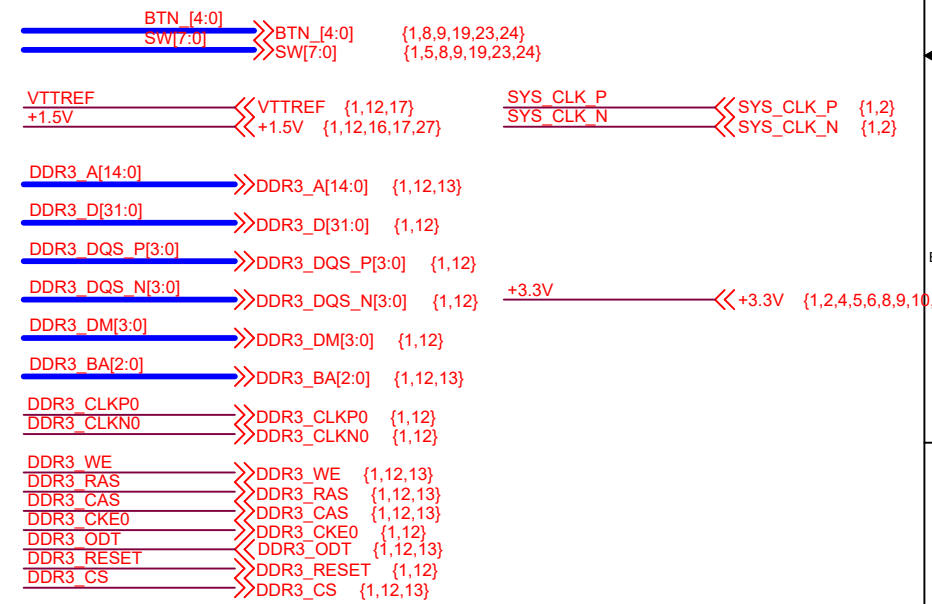 BTN_[4:0]
BTN_[4:0] {1,8,9,19,23,24}
SW[7:0]
SW[7:0] {1,5,8,9,19,23,24}
VTTREF
VTTREF {1,12,17}
+1.5V
+1.5V {1,12,16,17,27}
SYS_CLK_P
SYS_CLK_P {1,2}
SYS_CLK_N
SYS_CLK_N {1,2}
DDR3_A[14:0]
DDR3_A[14:0] {1,12,13}
DDR3_D[31:0]
DDR3_D[31:0] {1,12}
DDR3_DQS_P[3:0]
DDR3_DQS_P[3:0] {1,12}
DDR3_DQS_N[3:0]
DDR3_DQS_N[3:0] {1,12}
+3.3V
+3.3V {1,2,4,5,6,8,9,10,
DDR3_DM[3:0]
DDR3_DM[3:0] {1,12}
DDR3_BA[2:0]
DDR3_BA[2:0] {1,12,13}
DDR3_CLKP0
DDR3_CLKP0 {1,12}
DDR3_CLKN0
DDR3_CLKN0 {1,12}
DDR3_WE
DDR3_WE {1,12,13}
DDR3_RAS
DDR3_RAS {1,12,13}
DDR3_CAS
DDR3_CAS {1,12,13}
DDR3_CKE0
DDR3_CKE0 {1,12}
DDR3_ODT
DDR3_ODT {1,12,13}
DDR3_RESET
DDR3_RESET {1,12}
DDR3_CS
DDR3_CS {1,12,13}